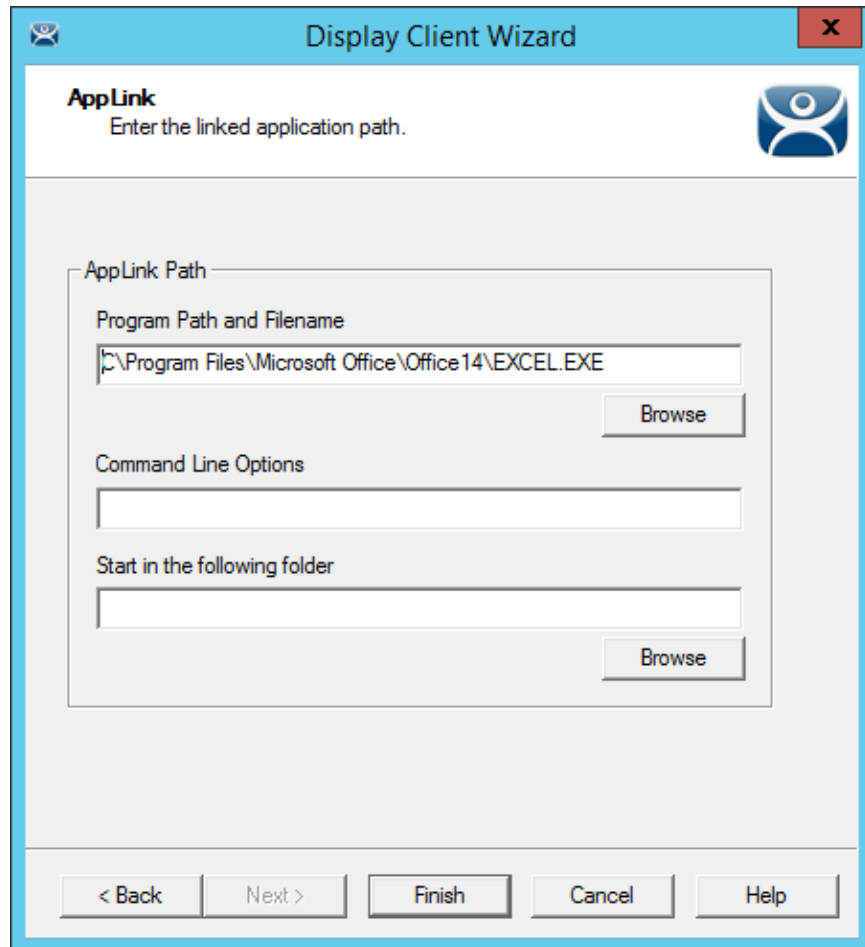 Display Client Wizard
x
AppLink
Enter the linked application path.
AppLink Path
Program Path and Filename
C\Program Files\Microsoft Office\Office14\EXCEL.EXE
Browse
Command Line Options
Start in the following folder
Browse
< Back Next > Finish Cancel Help